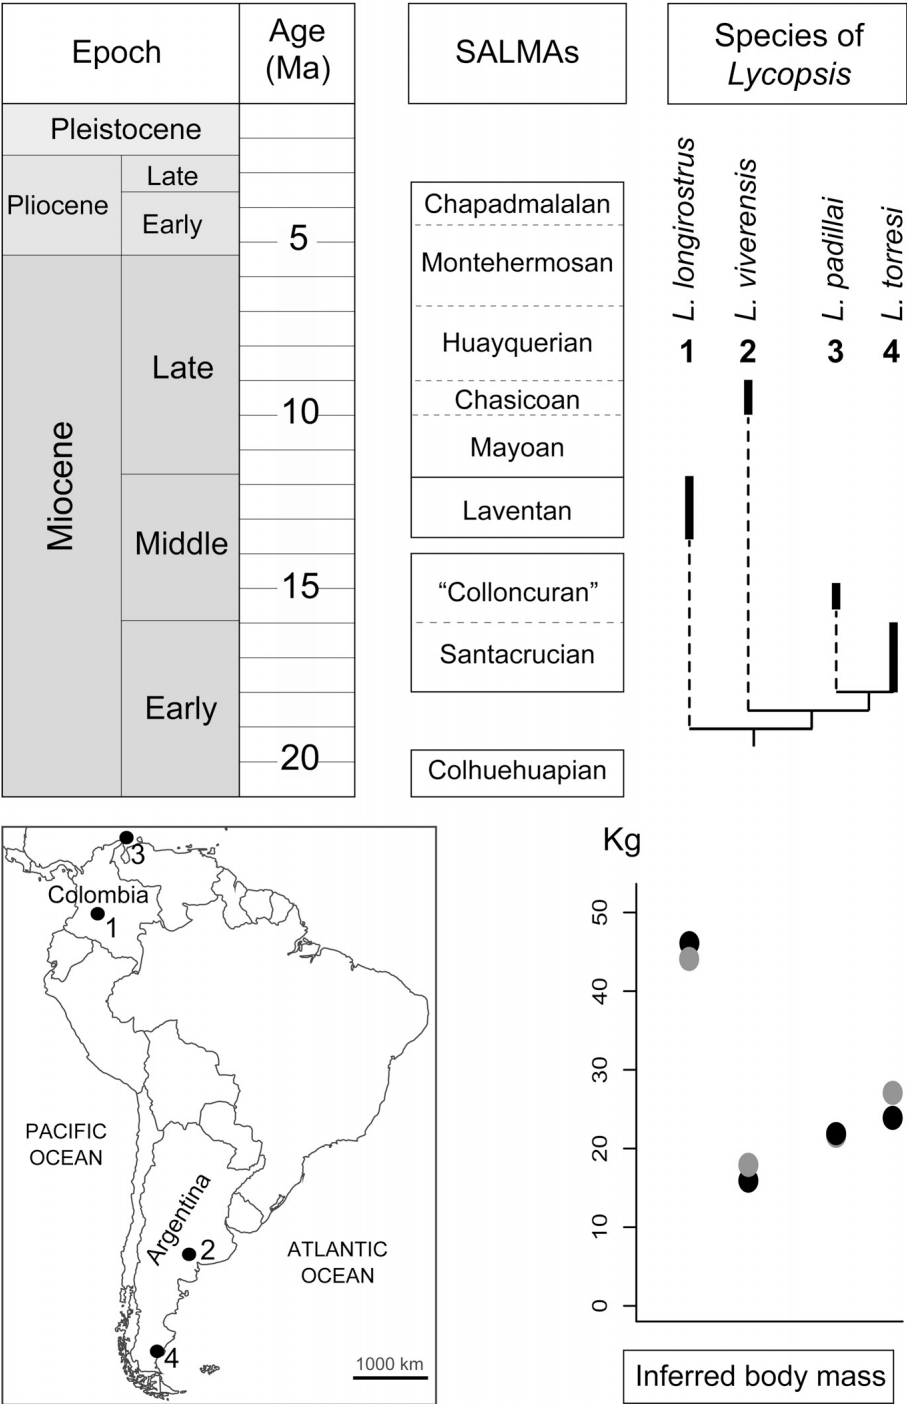 Epoch
Age
(Ma)
SALMAs
Species of
Lycopsis
Pleistocene
Pliocene
Late
Early
Miocene
Late
Middle
Early
5
10
15
20
Chapadmalalan
Montehermosan
Huayquerian
Chasicoan
Mayoan
Laventan
“Colloncuran”
Santacrucian
Colhuehuapian
L. longirostrus
L. viverensis
L. padillai
L. torresi
1
2
3
4
3
Colombia
1
PACIFIC
OCEAN
Argentina
2
ATLANTIC
OCEAN
4
1000 km
Kg
50
40
30
20
10
0
Inferred body mass